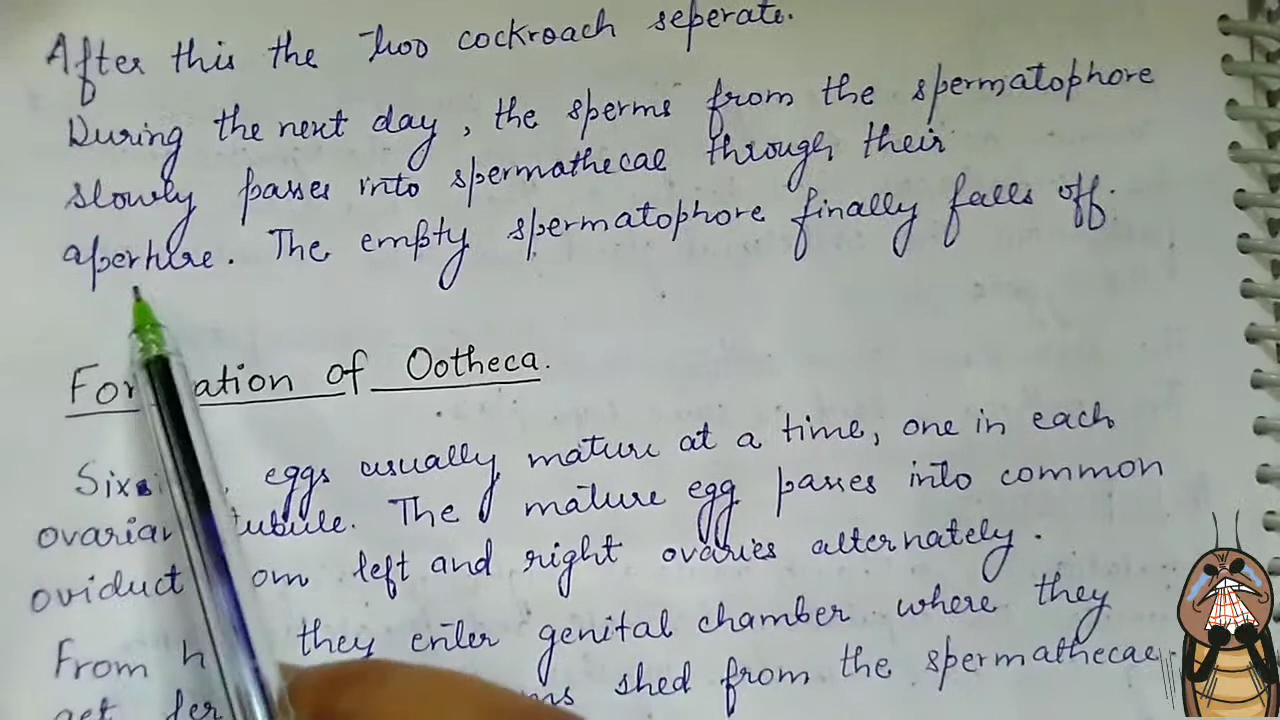 After this the two cockroach seperate.
During the next day, the sperms from the spermatophore
slowly passes into spermathecae through their
aperture. The empty spermatophore finally falls off.
Formation of Ootheca.
eggs usually mature at a time, one in each
ovarian tubule. The mature egg passes into common
oviduct left and right ovaries alternately.
From they enter genital chamber where they
get shed from the spermathecae